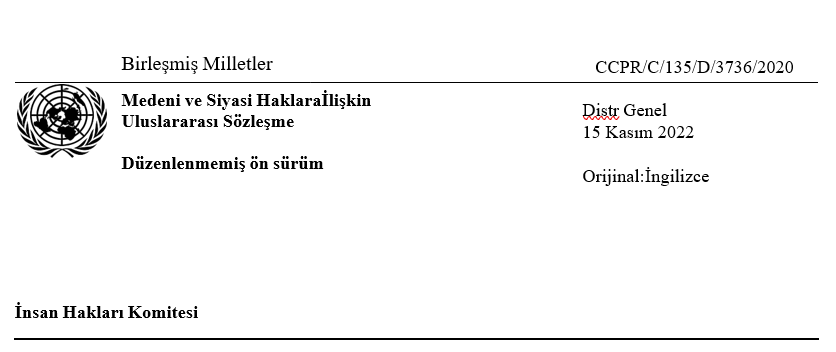 Birleşmiş Milletler
CCPR/C/135/D/3736/2020
Medeni ve Siyasi Haklaraİlişkin
Uluslararası Sözleşme
Düzenlenmemiş ön sürüm
Distr Genel
15 Kasım 2022
Orijinal:İngilizce
İnsan Hakları Komitesi